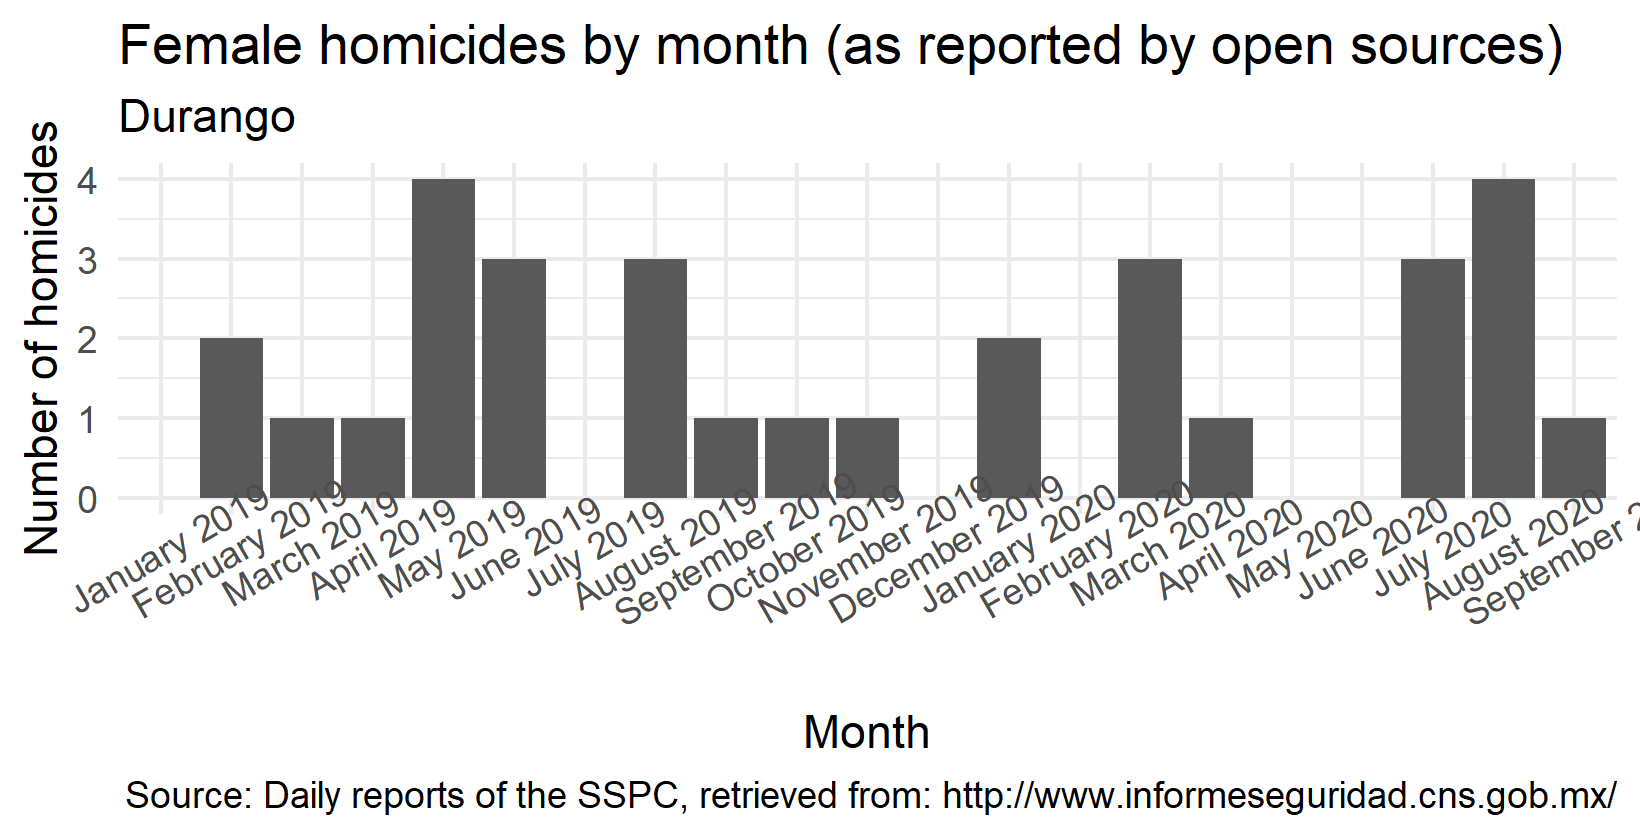 Female homicides by month (as reported by open sources)
Durango
Number of homicides
4
3
2
1
0
January 2019
February 2019
March 2019
April 2019
May 2019
June 2019
July 2019
August 2019
September 2019
October 2019
November 2019
December 2019
January 2020
February 2020
March 2020
April 2020
May 2020
June 2020
July 2020
August 2020
September 2
Month
Source: Daily reports of the SSPC, retrieved from: http://www.informeseguridad.cns.gob.mx/